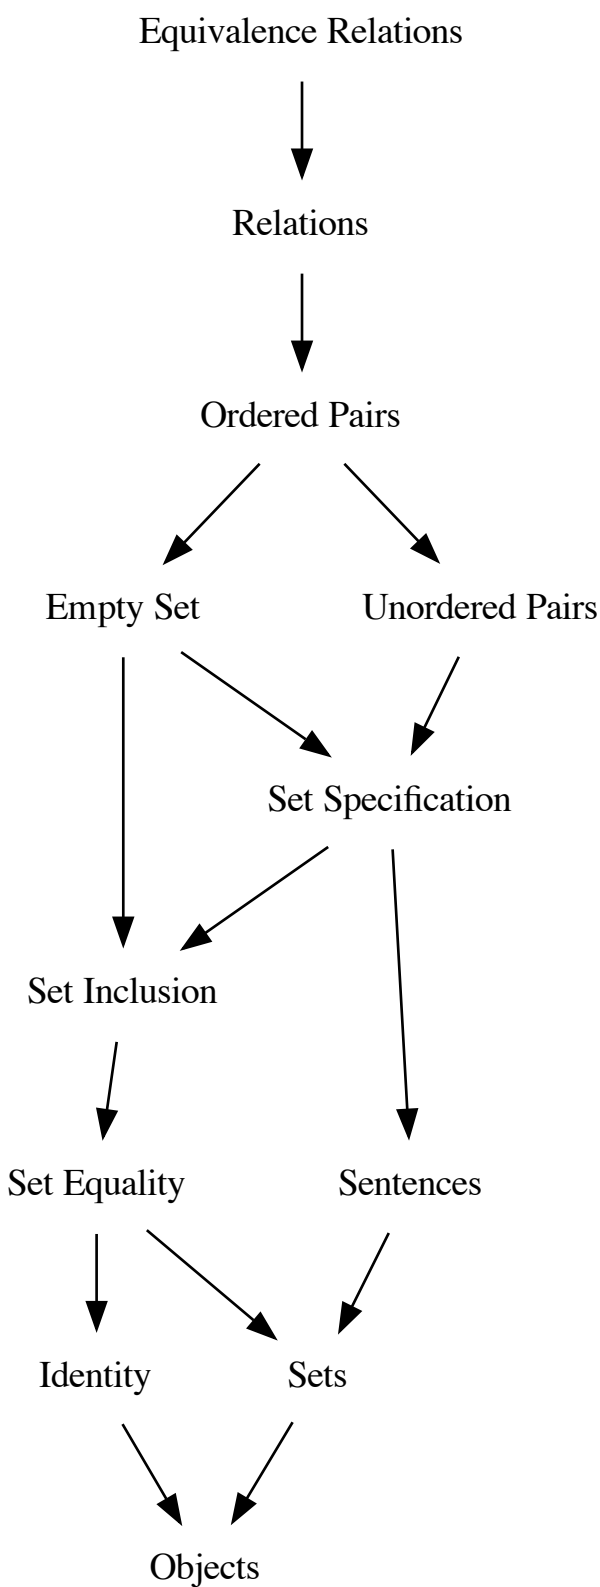 Equivalence Relations
Relations
Ordered Pairs
Empty Set
Unordered Pairs
Set Specification
Set Inclusion
Set Equality
Sentences
Identity
Sets
Objects